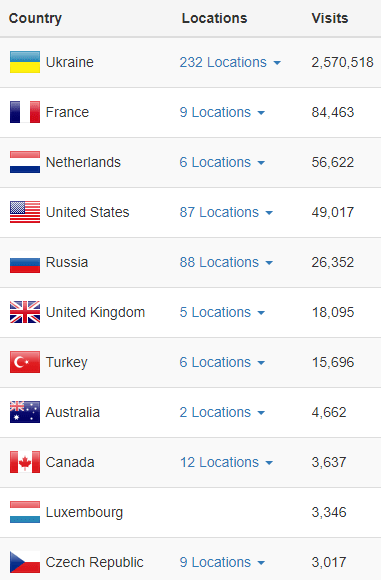 Country Locations Visits
Ukraine 232 Locations 2,570,518
France 9 Locations 84,463
Netherlands 6 Locations 56,622
United States 87 Locations 49,017
Russia 88 Locations 26,352
United Kingdom 5 Locations 18,095
Turkey 6 Locations 15,696
Australia 2 Locations 4,662
Canada 12 Locations 3,637
Luxembourg 3,346
Czech Republic 9 Locations 3,017